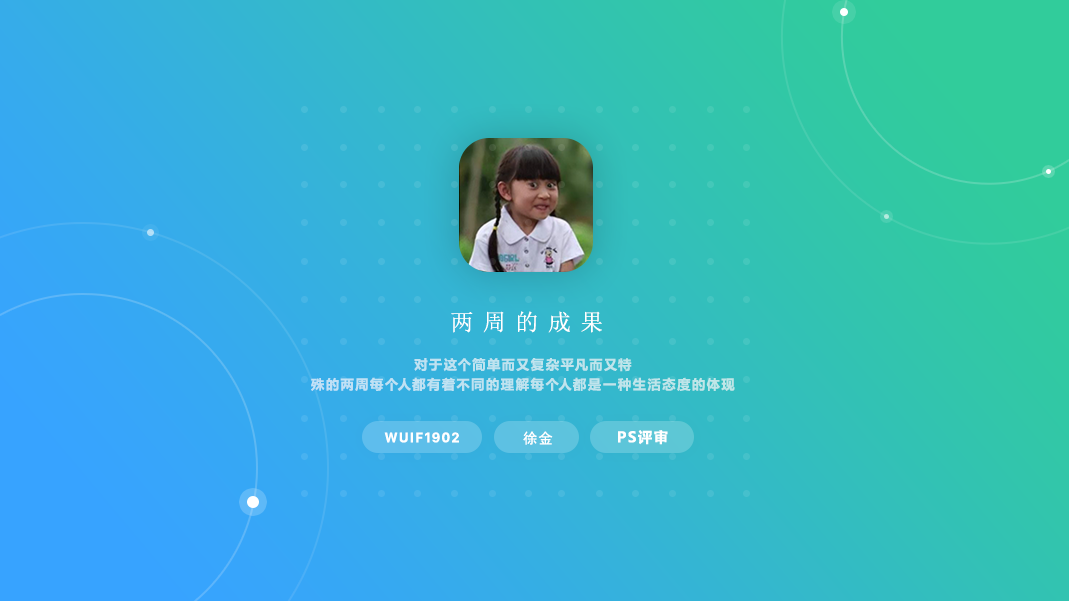 两周的成果
对于这个简单而又复杂平凡而又特
殊的两周每个人都有着不同的理解每个人都是一种生活态度的体现
WUIF1902 徐金 PS评审